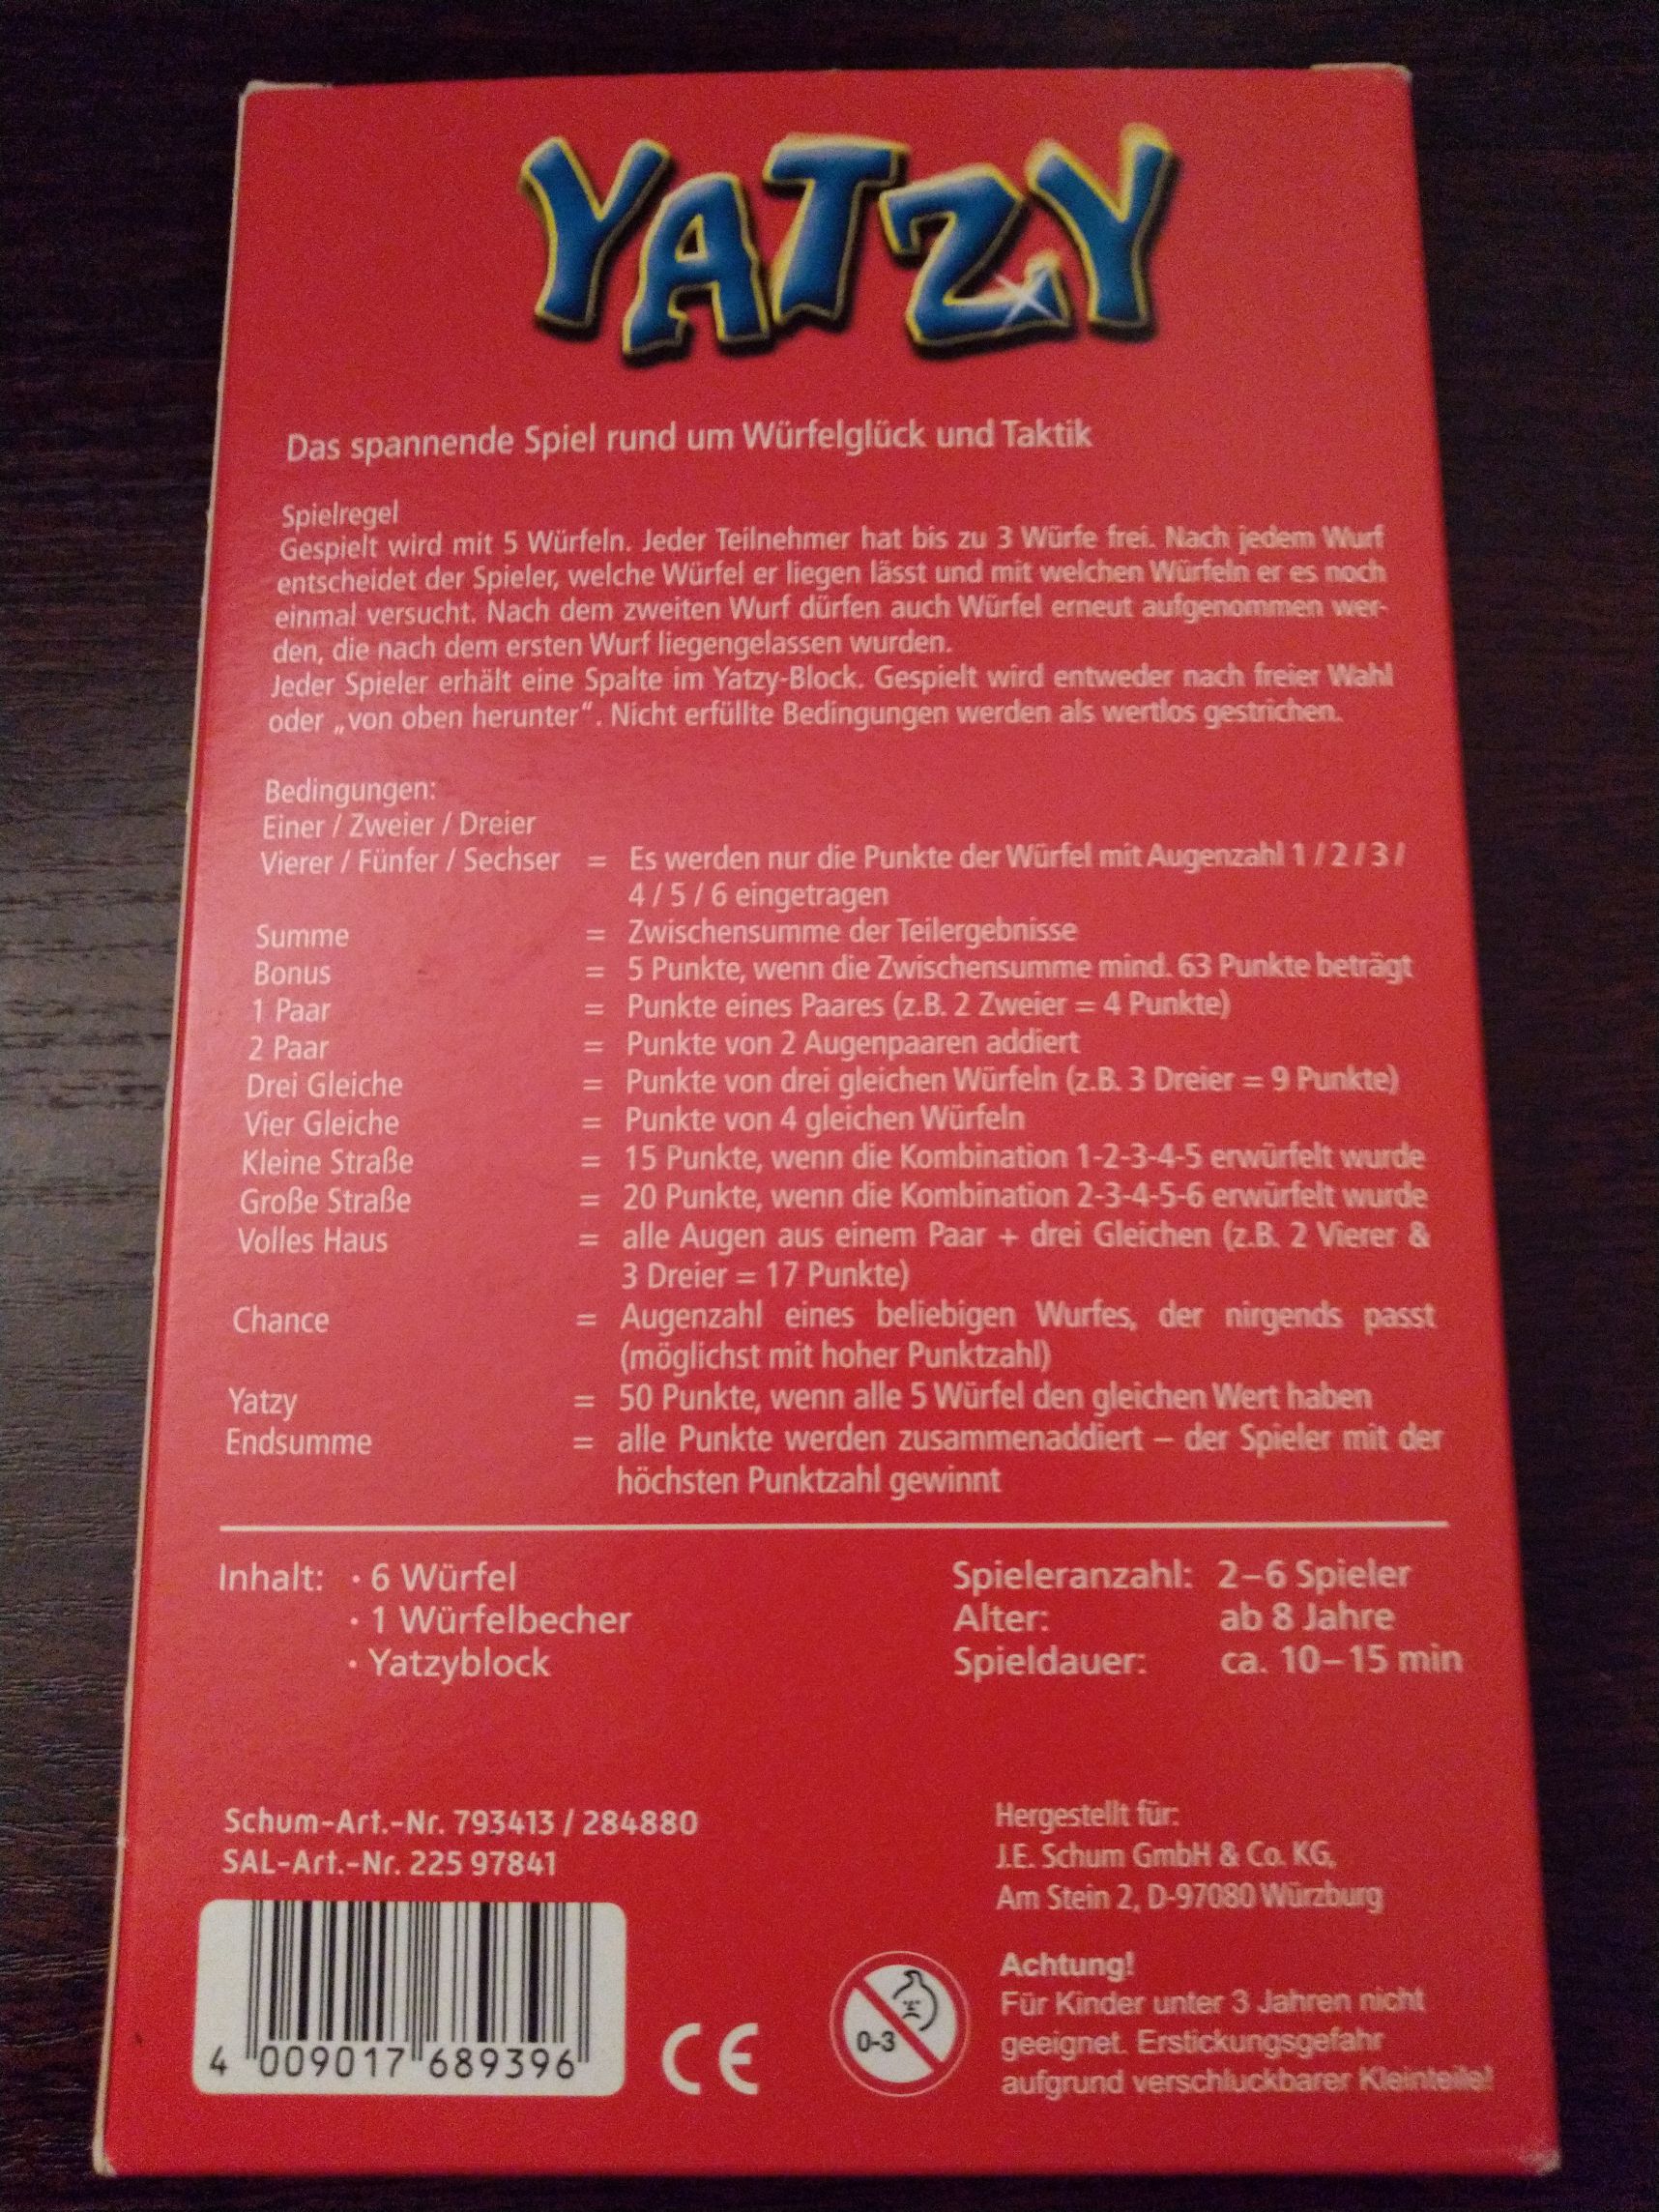 YATZY
Das spannende Spiel rund um Würfelglück und Taktik
Spielregel
Gespielt wird mit 5 Würfeln. Jeder Teilnehmer hat bis zu 3 Würfe frei. Nach jedem Wurf
entscheidet der Spieler, welche Würfel er liegen lässt und mit welchen Würfeln er es noch
einmal versucht. Nach dem zweiten Wurf dürfen auch Würfel erneut aufgenommen wer-
den, die nach dem ersten Wurf liegengelassen wurden.
Jeder Spieler erhält eine Spalte im Yatzy-Block. Gespielt wird entweder nach freier Wahl
oder „von oben herunter“. Nicht erfüllte Bedingungen werden als wertlos gestrichen.
Bedingungen:
Einer / Zweier / Dreier
Vierer / Fünfer / Sechser = Es werden nur die Punkte der Würfel mit Augenzahl 1 / 2 / 3 /
4 / 5 / 6 eingetragen
Summe = Zwischensumme der Teilergebnisse
Bonus = 5 Punkte, wenn die Zwischensumme mind. 63 Punkte beträgt
1 Paar = Punkte eines Paares (z.B. 2 Zweier = 4 Punkte)
2 Paar = Punkte von 2 Augenpaaren addiert
Drei Gleiche = Punkte von drei gleichen Würfeln (z.B. 3 Dreier = 9 Punkte)
Vier Gleiche = Punkte von 4 gleichen Würfeln
Kleine Straße = 15 Punkte, wenn die Kombination 1-2-3-4-5 erwürfelt wurde
Große Straße = 20 Punkte, wenn die Kombination 2-3-4-5-6 erwürfelt wurde
Volles Haus = alle Augen aus einem Paar + drei Gleichen (z.B. 2 Vierer &
3 Dreier = 17 Punkte)
Chance = Augenzahl eines beliebigen Wurfes, der nirgends passt
(möglichst mit hoher Punktzahl)
Yatzy = 50 Punkte, wenn alle 5 Würfel den gleichen Wert haben
Endsumme = alle Punkte werden zusammenaddiert – der Spieler mit der
höchsten Punktzahl gewinnt
Inhalt: · 6 Würfel
· 1 Würfelbecher
· Yatzyblock
Spieleranzahl: 2–6 Spieler
Alter: ab 8 Jahre
Spieldauer: ca. 10–15 min
Schum-Art.-Nr. 793413 / 284880
SAL-Art.-Nr. 225 97841
4 009017 689396
CE
0-3
Hergestellt für:
J.E. Schum GmbH & Co. KG,
Am Stein 2, D-97080 Würzburg
Achtung!
Für Kinder unter 3 Jahren nicht
geeignet. Erstickungsgefahr
aufgrund verschluckbarer Kleinteile!